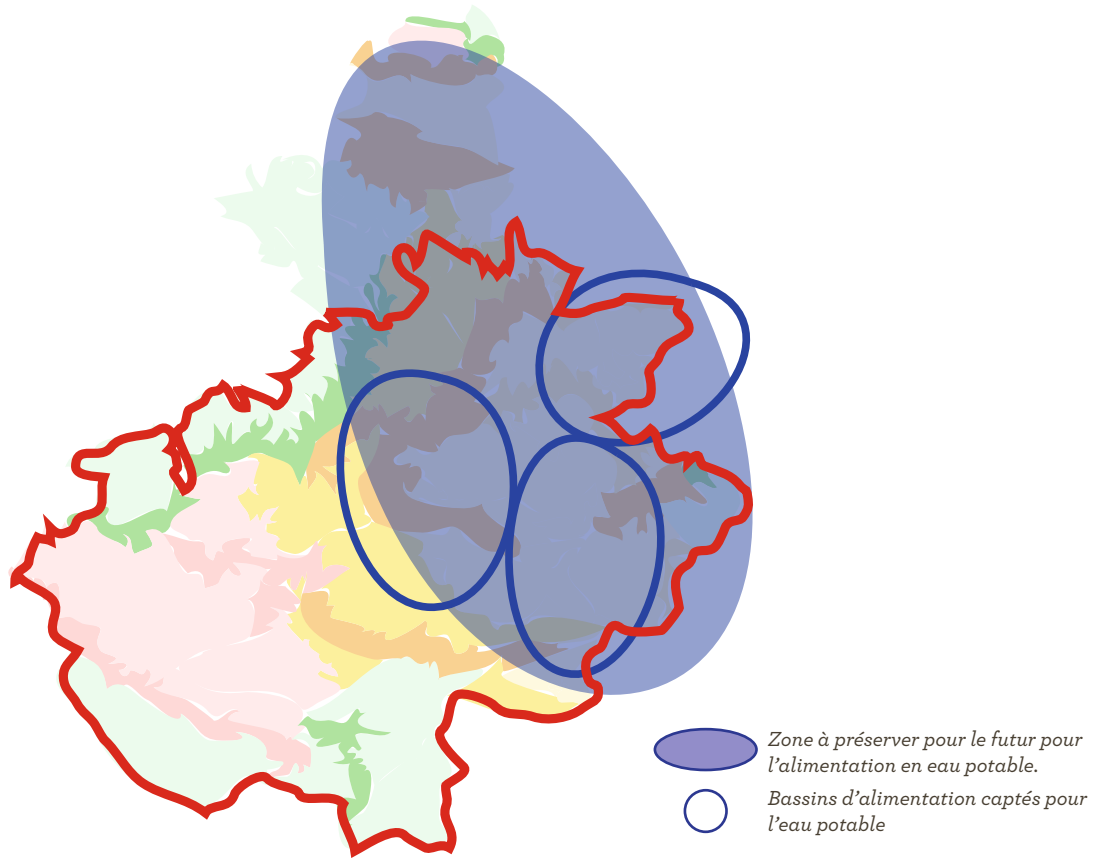 Zone à préserver pour le futur pour
l'alimentation en eau potable.
Bassins d'alimentation captés pour
l'eau potable